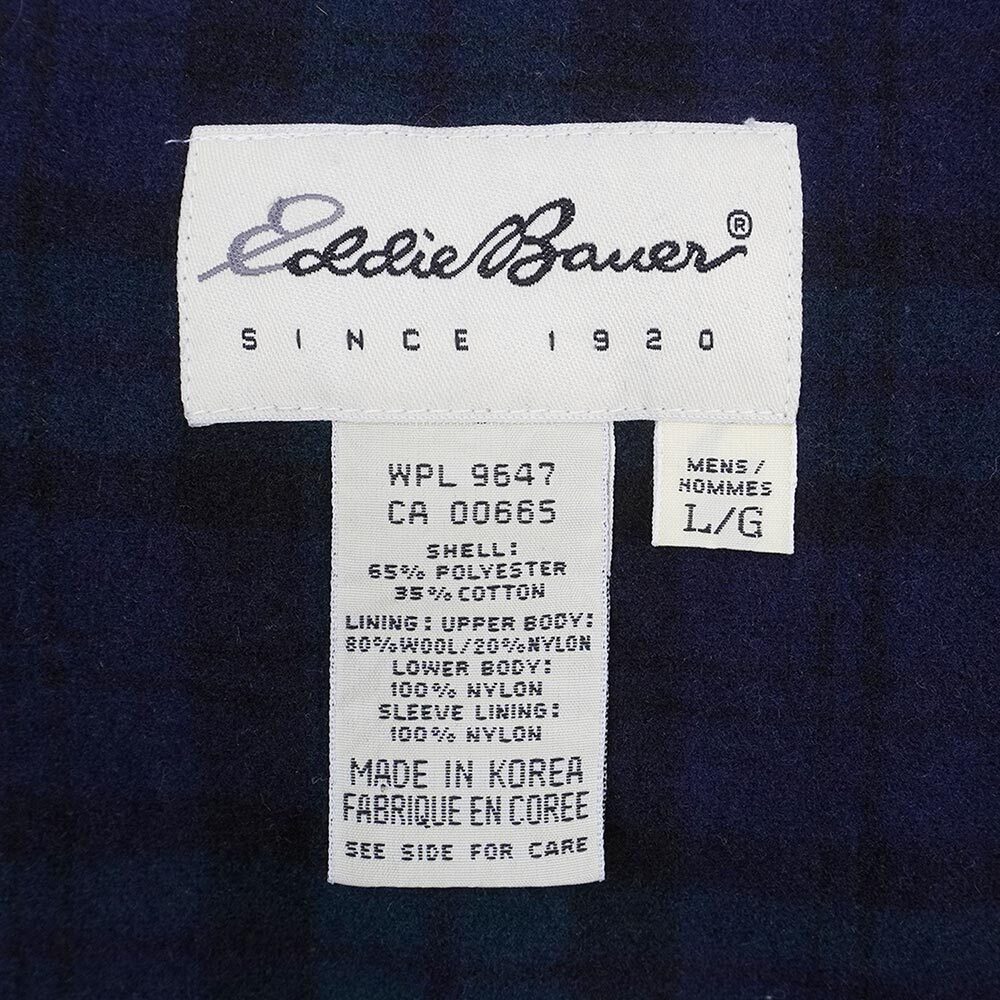 Eddie Bauer®
SINCE 1920
WPL 9647
CA 00665
SHELL:
65% POLYESTER
35% COTTON
LINING: UPPER BODY:
80% WOOL/20% NYLON
LOWER BODY:
100% NYLON
SLEEVE LINING:
100% NYLON
MADE IN KOREA
FABRIQUE EN COREE
SEE SIDE FOR CARE
MENS/
HOMMES
L/G